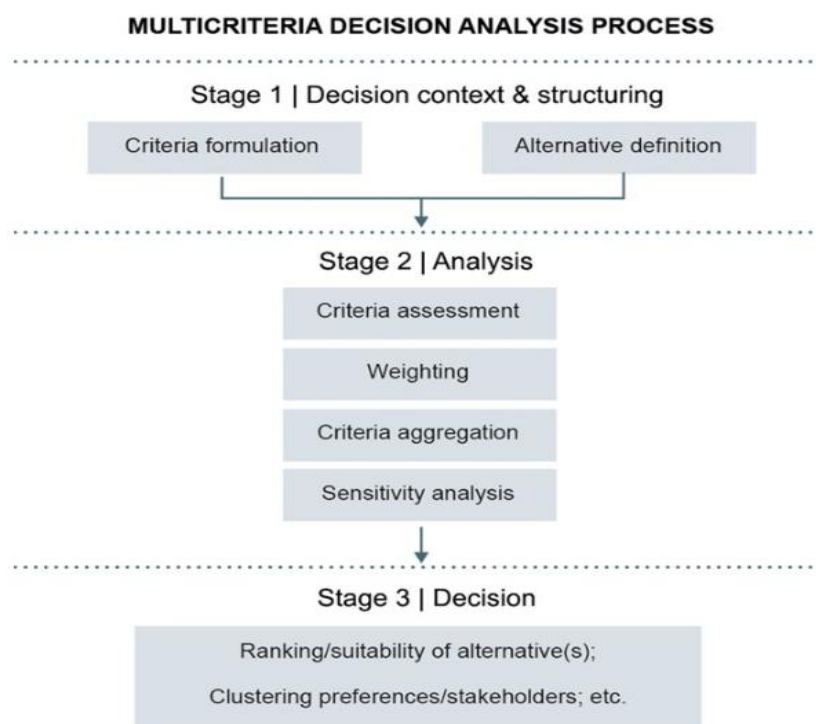 MULTICRITERIA DECISION ANALYSIS PROCESS
Stage 1 | Decision context & structuring
Criteria formulation
Alternative definition
Stage 2 | Analysis
Criteria assessment
Weighting
Criteria aggregation
Sensitivity analysis
Stage 3 | Decision
Ranking/suitability of alternative(s);
Clustering preferences/stakeholders; etc.